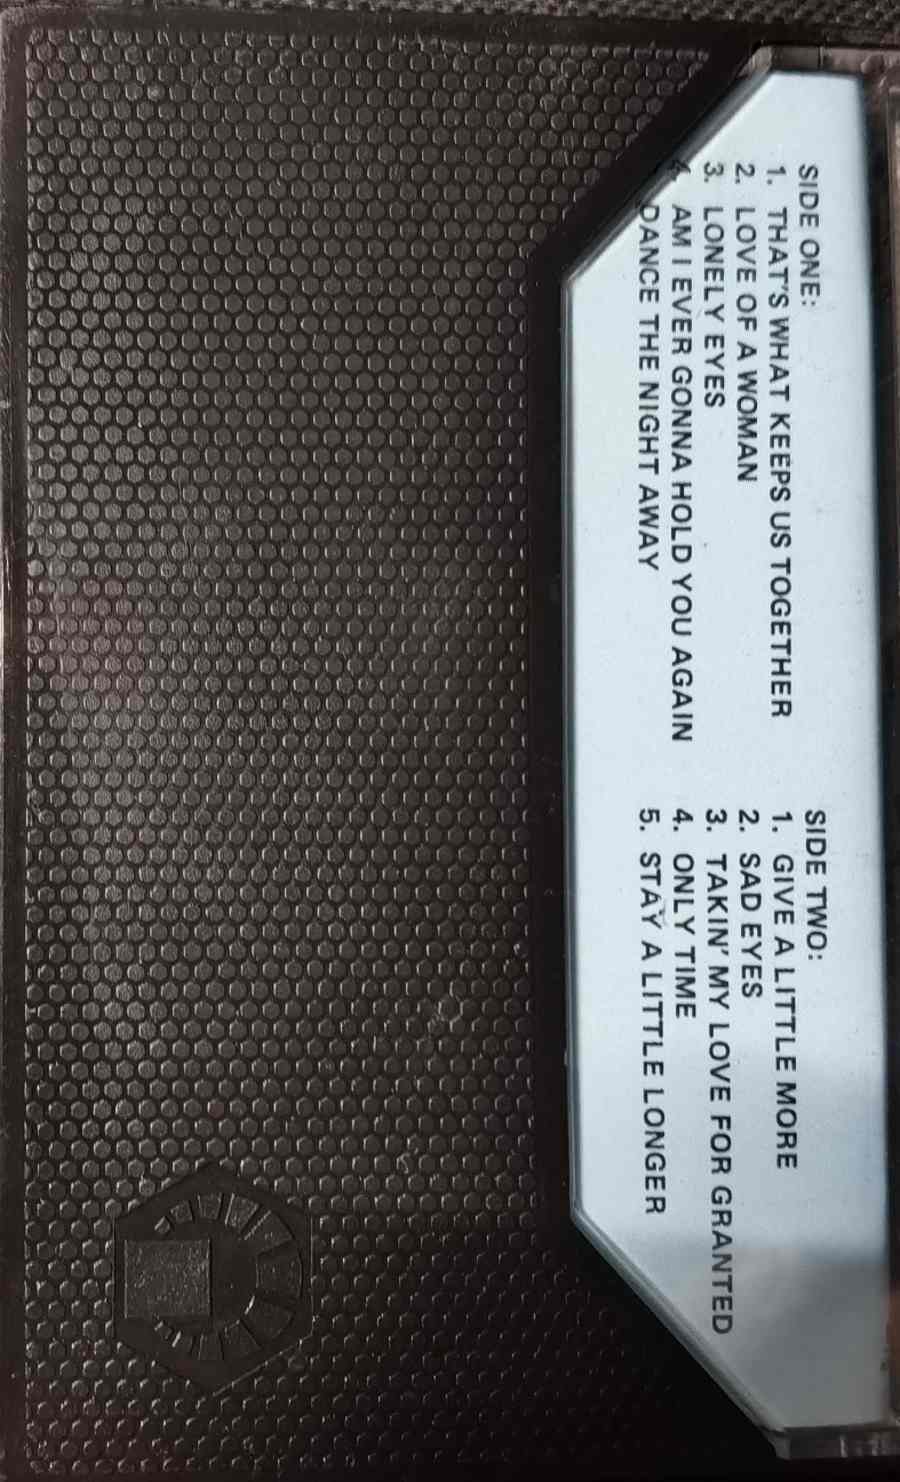 SIDE ONE:
1. THAT'S WHAT KEEPS US TOGETHER
2. LOVE OF A WOMAN
3. LONELY EYES
4. AM I EVER GONNA HOLD YOU AGAIN
DANCE THE NIGHT AWAY
SIDE TWO:
1. GIVE A LITTLE MORE
2. SAD EYES
3. TAKIN' MY LOVE FOR GRANTED
4. ONLY TIME
5. STAY A LITTLE LONGER